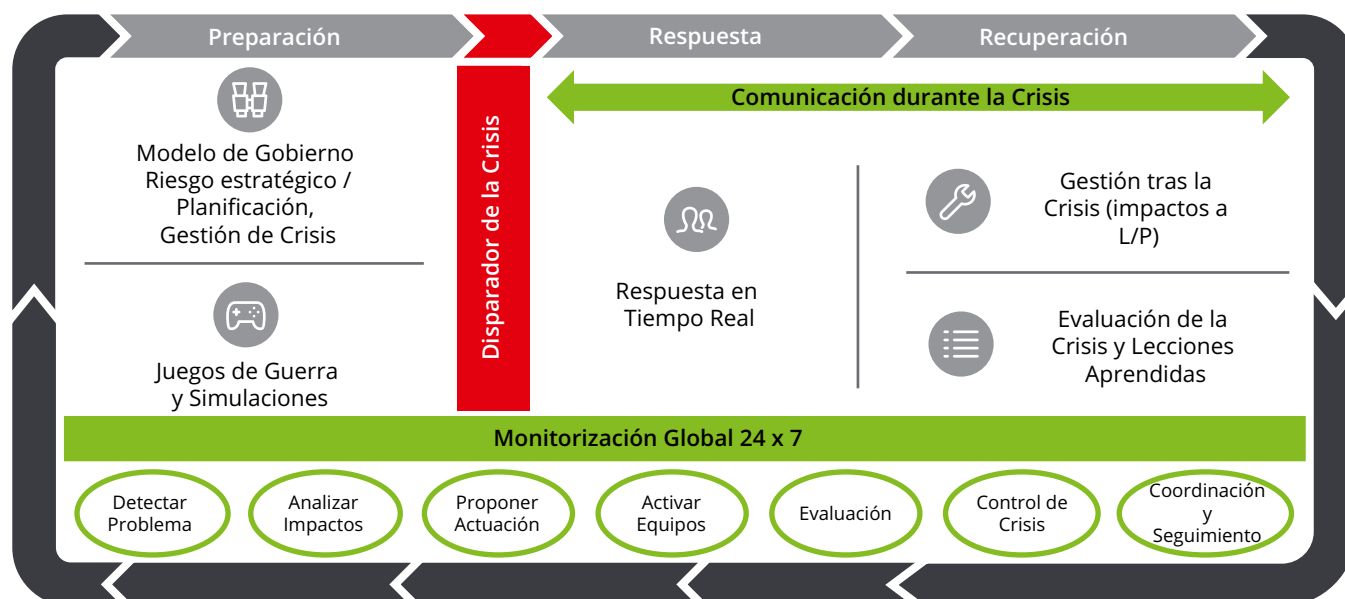 Preparación
Respuesta
Recuperación
Modelo de Gobierno
Riesgo estratégico /
Planificación,
Gestión de Crisis
Juegos de Guerra
y Simulaciones
Disparador de la Crisis
Comunicación durante la Crisis
Respuesta en
Tiempo Real
Gestión tras la
Crisis (impactos a
L/P)
Evaluación de la
Crisis y Lecciones
Aprendidas
Monitorización Global 24 x 7
Detectar
Problema
Analizar
Impactos
Proponer
Actuación
Activar
Equipos
Evaluación
Control de
Crisis
Coordinación
y
Seguimiento